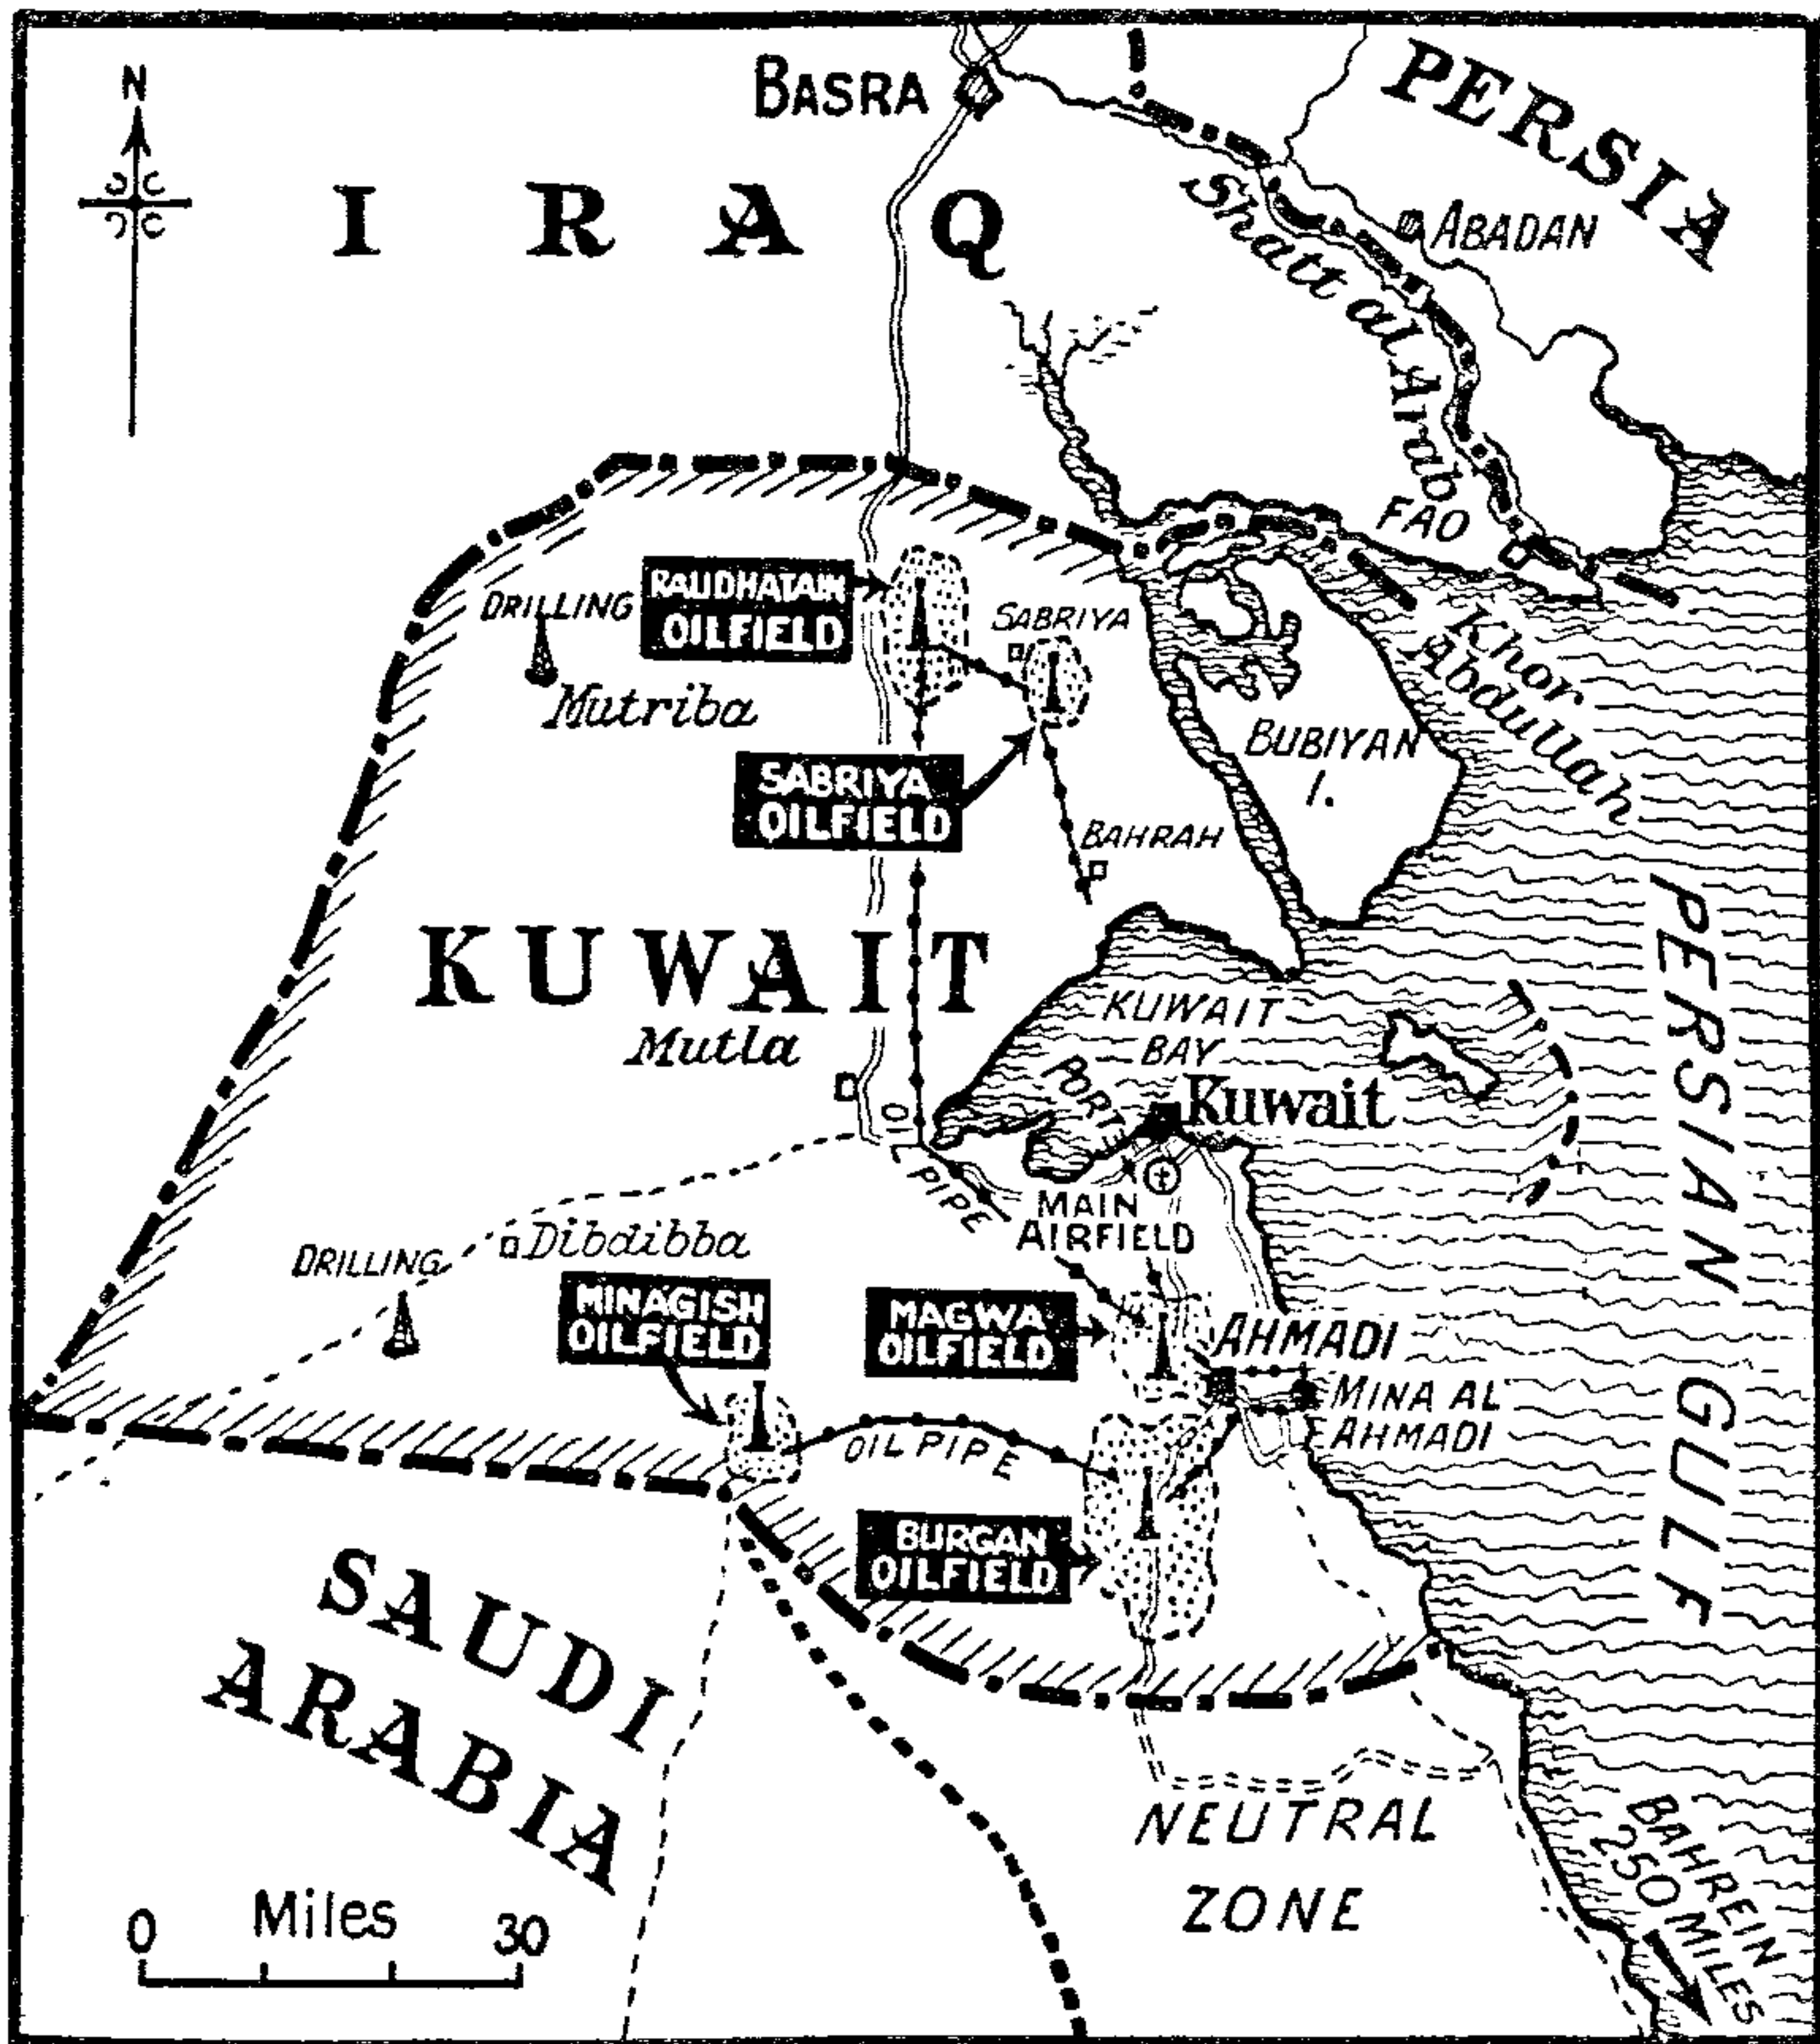 N
BASRA
PERSIA
IRAQ
ABADAN
Shatt al Arab
FAO
DRILLING
RAUDHATAIN
OILFIELD
SABRIYA
Mutriba
Khor
Abdullah
BUBIYAN
I.
SABRIYA
OILFIELD
BAHRAH
KUWAIT
PERSIAN GULF
Mutla
KUWAIT
BAY
PORT
Kuwait
OIL PIPE
MAIN
AIRFIELD
Dibdibba
DRILLING
MINAGISH
OILFIELD
MAGWA
OILFIELD
AHMADI
MINA AL
AHMADI
OIL PIPE
BURGAN
OILFIELD
SAUDI
ARABIA
NEUTRAL
ZONE
BAHREIN
250 MILES
Miles
0 30